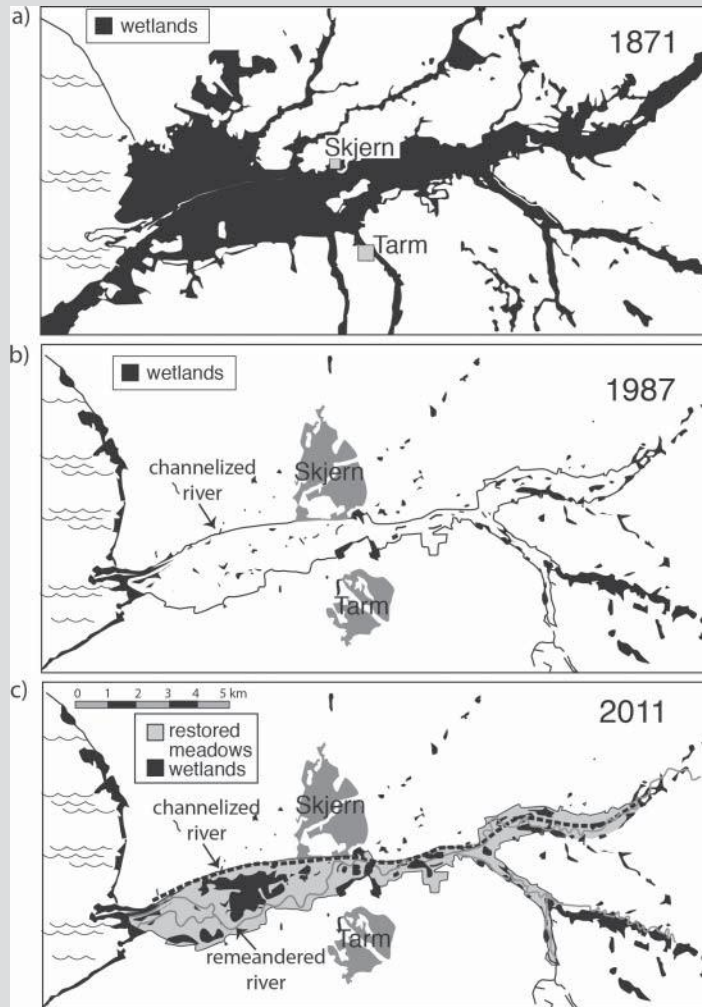 a)
wetlands
1871
Skjern
Tarm
b)
wetlands
1987
channelized
river
Skjern
Tarm
c)
0 1 2 3 4 5 km
2011
restored
meadows
wetlands
channelized
river
Skjern
Tarm
remeandered
river